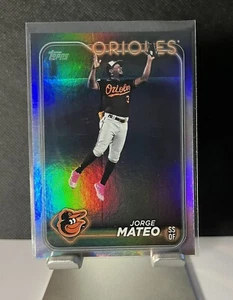 Topps
ORIOLES
Orioles
3
JORGE
MATEO
SS
OF